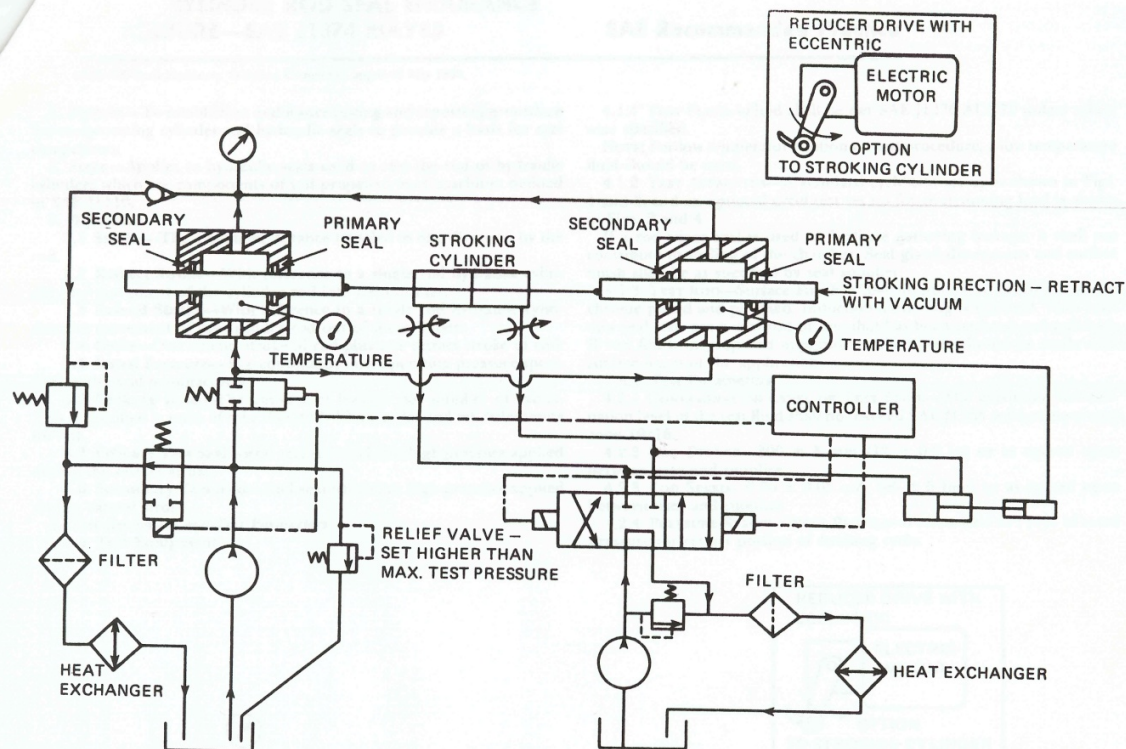 REDUCER DRIVE WITH
ECCENTRIC
ELECTRIC
MOTOR
OPTION
TO STROKING CYLINDER
SECONDARY
SEAL
PRIMARY
SEAL
STROKING
CYLINDER
SECONDARY
SEAL
PRIMARY
SEAL
STROKING DIRECTION – RETRACT
WITH VACUUM
TEMPERATURE
TEMPERATURE
CONTROLLER
RELIEF VALVE –
SET HIGHER THAN
MAX. TEST PRESSURE
FILTER
FILTER
HEAT
EXCHANGER
HEAT EXCHANGER